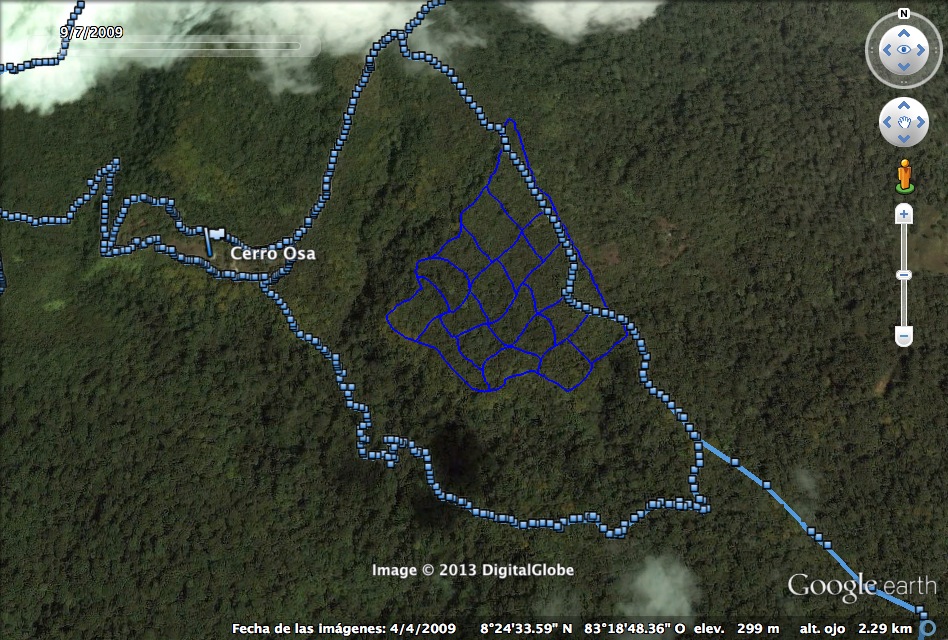 9/7/2009
N
Cerro Osa
Image © 2013 DigitalGlobe
Google earth
Fecha de las imágenes: 4/4/2009 8°24'33.59" N 83°18'48.36" O elev. 299 m alt. ojo 2.29 km